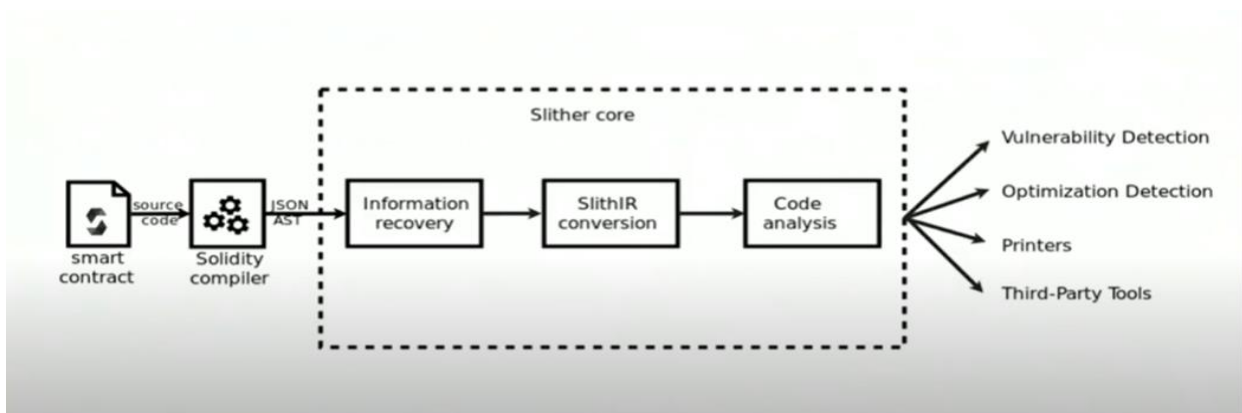 Slither core
smart
contract
source
code
Solidity
compiler
JSON
AST
Information
recovery
SlithIR
conversion
Code
analysis
Vulnerability Detection
Optimization Detection
Printers
Third-Party Tools